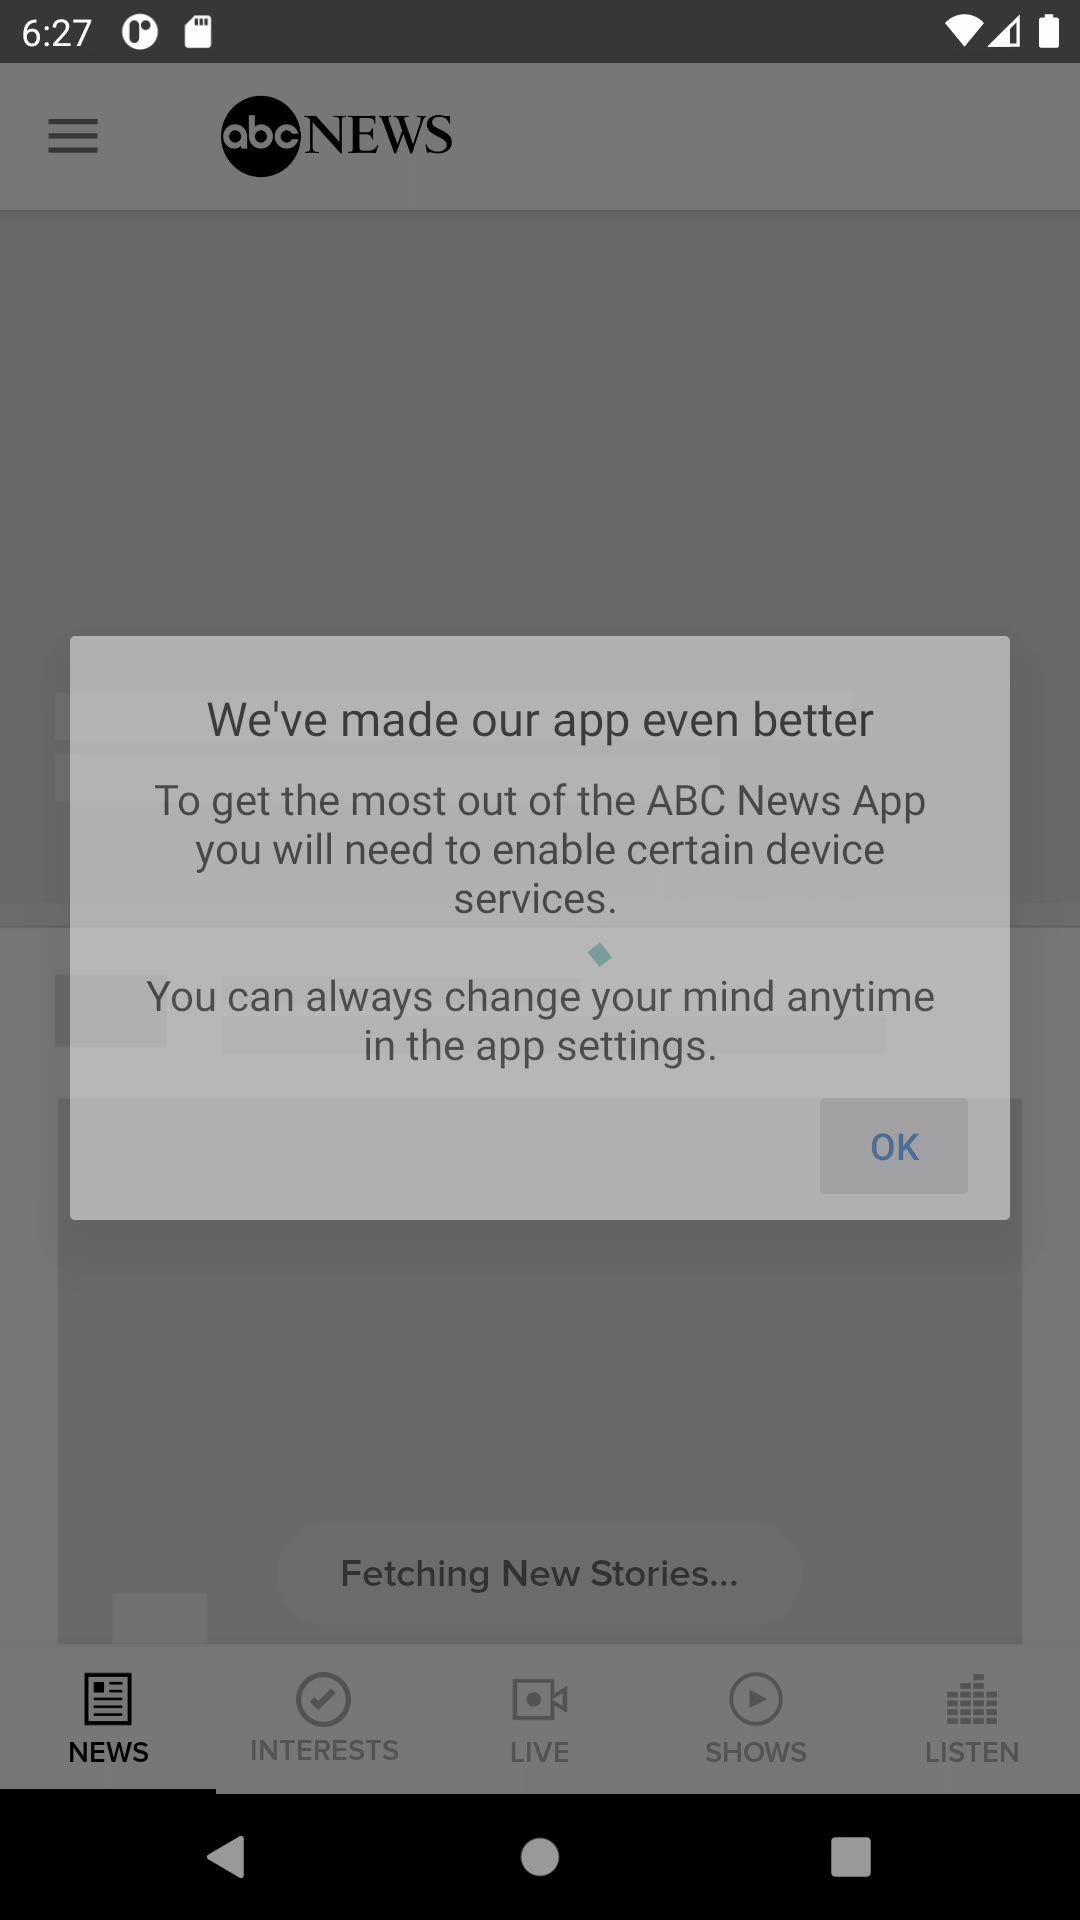 6:27
abc NEWS
We've made our app even better
To get the most out of the ABC News App
you will need to enable certain device
services.
You can always change your mind anytime
in the app settings.
OK
Fetching New Stories...
NEWS
INTERESTS
LIVE
SHOWS
LISTEN